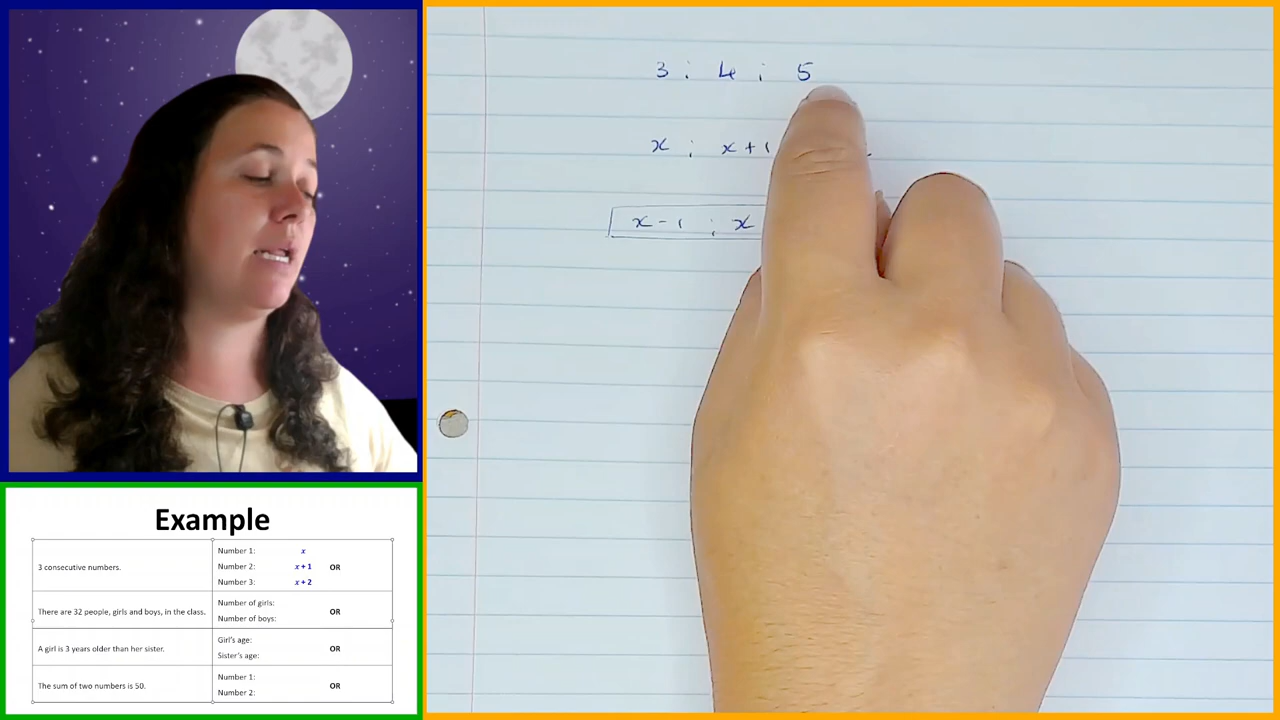 3 ; 4 ; 5
x ; x + 1
x - 1 ; x
Example
3 consecutive numbers.
Number 1: x
Number 2: x + 1 OR
Number 3: x + 2
There are 32 people, girls and boys, in the class.
Number of girls:
OR
Number of boys:
A girl is 3 years older than her sister.
Girl's age:
OR
Sister's age:
The sum of two numbers is 50.
Number 1:
OR
Number 2: